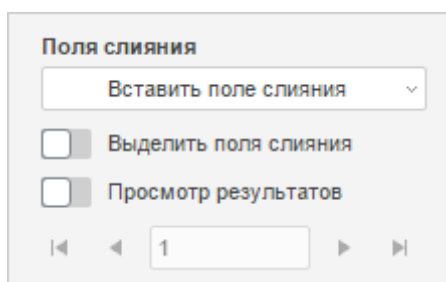 Поля слияния
Вставить поле слияния
Выделить поля слияния
Просмотр результатов
1